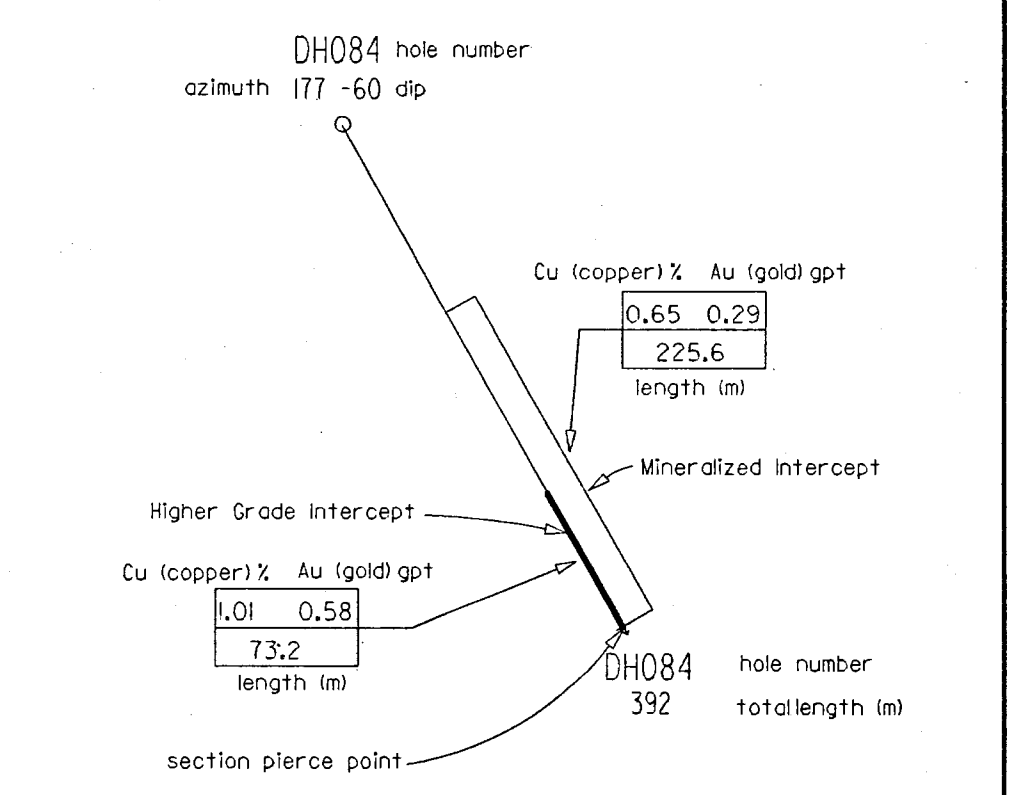 DH084 hole number
azimuth 177 -60 dip
Cu (copper) % Au (gold) gpt
0.65 0.29
225.6
length (m)
Mineralized Intercept
Higher Grade Intercept
Cu (copper) % Au (gold) gpt
1.01 0.58
73.2
length (m)
DH084 hole number
392 total length (m)
section pierce point